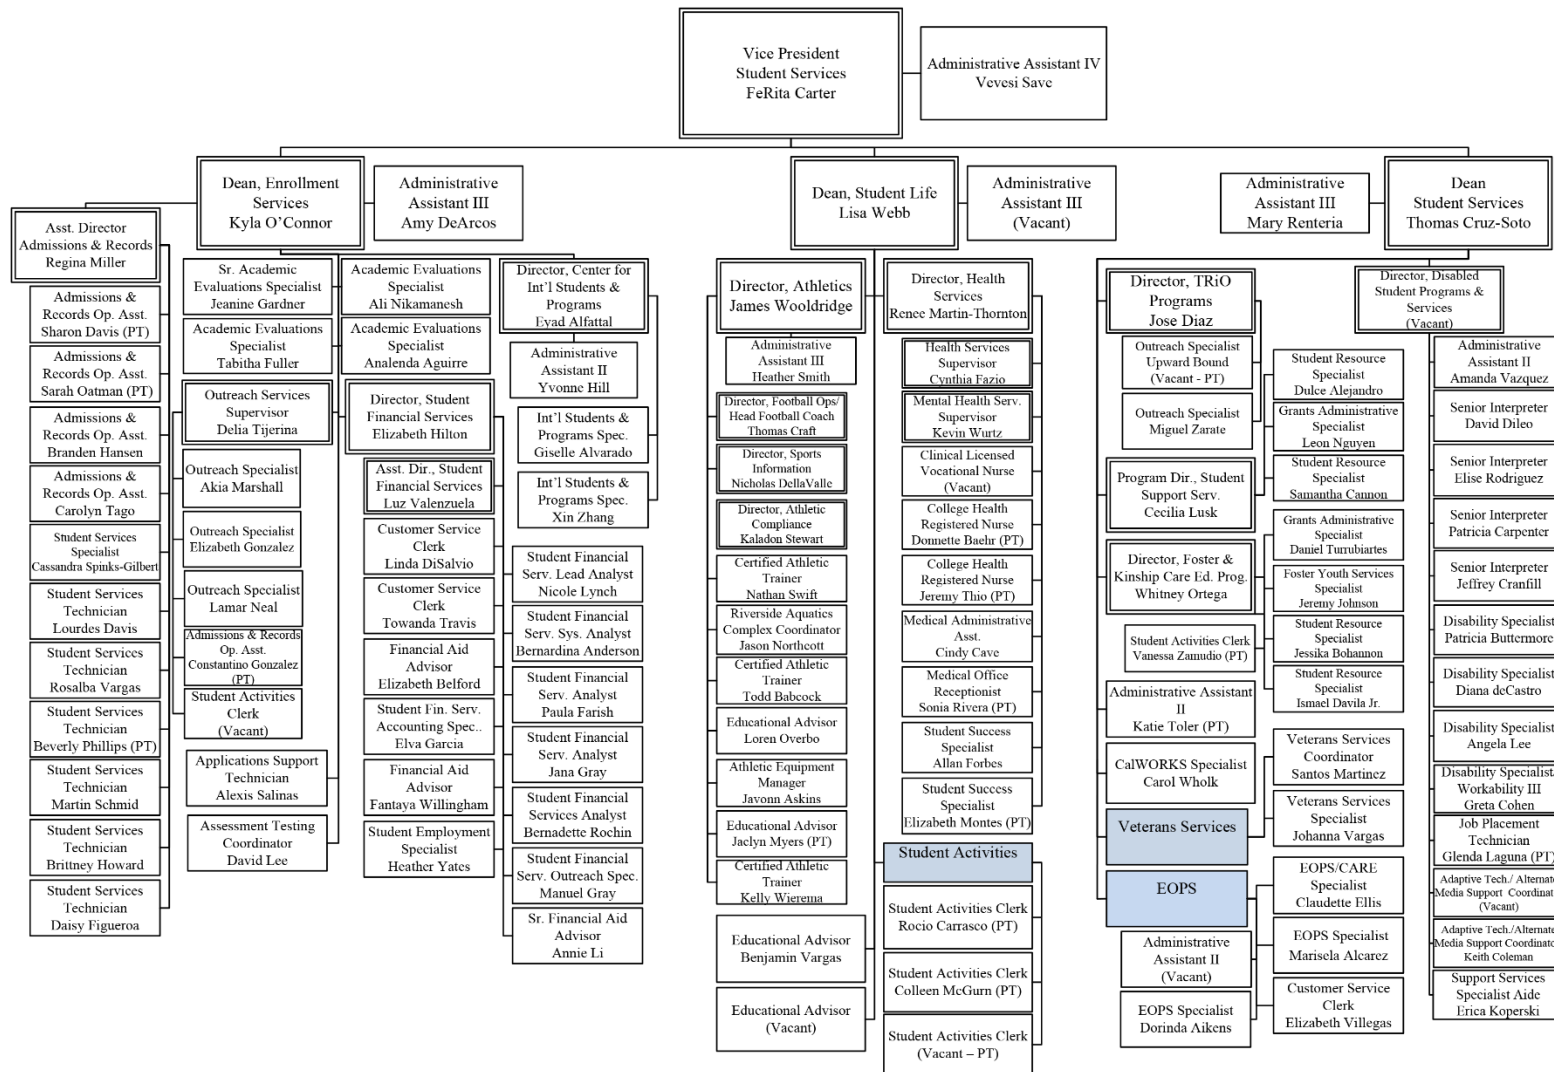 Vice President
Student Services
FeRita Carter
Administrative Assistant IV
Vevesi Save
Dean, Enrollment
Services
Kyla O’Connor
Administrative
Assistant III
Amy DeArcos
Dean, Student Life
Lisa Webb
Administrative
Assistant III
(Vacant)
Administrative
Assistant III
Mary Renteria
Dean
Student Services
Thomas Cruz-Soto
Asst. Director
Admissions & Records
Regina Miller
Admissions &
Records Op. Asst.
Sharon Davis (PT)
Admissions &
Records Op. Asst.
Sarah Oatman (PT)
Admissions &
Records Op. Asst.
Branden Hansen
Admissions &
Records Op. Asst.
Carolyn Tago
Student Services
Specialist
Cassandra Spinks-Gilbert
Student Services
Technician
Lourdes Davis
Student Services
Technician
Rosalba Vargas
Student Services
Technician
Beverly Phillips (PT)
Student Services
Technician
Martin Schmid
Student Services
Technician
Brittney Howard
Student Services
Technician
Daisy Figueroa
Sr. Academic
Evaluations Specialist
Jeanine Gardner
Academic Evaluations
Specialist
Tabitha Fuller
Outreach Services
Supervisor
Delia Tijerina
Outreach Specialist
Akia Marshall
Outreach Specialist
Elizabeth Gonzalez
Outreach Specialist
Lamar Neal
Admissions & Records
Op. Asst.
Constantino Gonzalez
(PT)
Student Activities
Clerk
(Vacant)
Applications Support
Technician
Alexis Salinas
Assessment Testing
Coordinator
David Lee
Academic Evaluations
Specialist
Ali Nikamanesh
Academic Evaluations
Specialist
Analenda Aguirre
Director, Student
Financial Services
Elizabeth Hilton
Asst. Dir., Student
Financial Services
Luz Valenzuela
Customer Service
Clerk
Linda DiSalvio
Customer Service
Clerk
Towanda Travis
Financial Aid
Advisor
Elizabeth Belford
Student Fin. Serv.
Accounting Spec..
Elva Garcia
Financial Aid
Advisor
Fantaya Willingham
Student Employment
Specialist
Heather Yates
Director, Center for
Int’l Students &
Programs
Eyad Alfattal
Administrative
Assistant II
Yvonne Hill
Int’l Students &
Programs Spec.
Giselle Alvarado
Int’l Students &
Programs Spec.
Xin Zhang
Student Financial
Serv. Lead Analyst
Nicole Lynch
Student Financial
Serv. Sys. Analyst
Bernardina Anderson
Student Financial
Serv. Analyst
Paula Farish
Student Financial
Serv. Analyst
Jana Gray
Student Financial
Services Analyst
Bernadette Rochin
Student Financial
Serv. Outreach Spec.
Manuel Gray
Sr. Financial Aid
Advisor
Annie Li
Director, Athletics
James Wooldridge
Administrative
Assistant III
Heather Smith
Director, Football Ops/
Head Football Coach
Thomas Craft
Director, Sports
Information
Nicholas DellaValle
Director, Athletic
Compliance
Kaladon Stewart
Certified Athletic
Trainer
Nathan Swift
Riverside Aquatics
Complex Coordinator
Jason Northcott
Certified Athletic
Trainer
Todd Babcock
Educational Advisor
Loren Overbo
Athletic Equipment
Manager
Javonn Askins
Educational Advisor
Jaclyn Myers (PT)
Certified Athletic
Trainer
Kelly Wierema
Educational Advisor
Benjamin Vargas
Educational Advisor
(Vacant)
Director, Health
Services
Renee Martin-Thornton
Health Services
Supervisor
Cynthia Fazio
Mental Health Serv.
Supervisor
Kevin Wurtz
Clinical Licensed
Vocational Nurse
(Vacant)
College Health
Registered Nurse
Donnette Baehr (PT)
College Health
Registered Nurse
Jeremy Thio (PT)
Medical Administrative
Asst.
Cindy Cave
Medical Office
Receptionist
Sonia Rivera (PT)
Student Success
Specialist
Allan Forbes
Student Success
Specialist
Elizabeth Montes (PT)
Student Activities
Student Activities Clerk
Rocio Carrasco (PT)
Student Activities Clerk
Colleen McGurn (PT)
Student Activities Clerk
(Vacant – PT)
Director, TRiO
Programs
Jose Diaz
Outreach Specialist
Upward Bound
(Vacant - PT)
Outreach Specialist
Miguel Zarate
Program Dir., Student
Support Serv.
Cecilia Lusk
Director, Foster &
Kinship Care Ed. Prog.
Whitney Ortega
Student Activities Clerk
Vanessa Zamudio (PT)
Administrative Assistant
II
Katie Toler (PT)
CalWORKS Specialist
Carol Wholk
Veterans Services
EOPS
Administrative
Assistant II
(Vacant)
EOPS Specialist
Dorinda Aikens
Student Resource
Specialist
Dulce Alejandro
Grants Administrative
Specialist
Leon Nguyen
Student Resource
Specialist
Samantha Cannon
Grants Administrative
Specialist
Daniel Turrubiartes
Foster Youth Services
Specialist
Jeremy Johnson
Student Resource
Specialist
Jessika Bohannon
Student Resource
Specialist
Ismael Davila Jr.
Veterans Services
Coordinator
Santos Martinez
Veterans Services
Specialist
Johanna Vargas
EOPS/CARE
Specialist
Claudette Ellis
EOPS Specialist
Marisela Alcarez
Customer Service
Clerk
Elizabeth Villegas
Director, Disabled
Student Programs &
Services
(Vacant)
Administrative
Assistant II
Amanda Vazquez
Senior Interpreter
David Dileo
Senior Interpreter
Elise Rodriguez
Senior Interpreter
Patricia Carpenter
Senior Interpreter
Jeffrey Cranfill
Disability Specialist
Patricia Buttermore
Disability Specialist
Diana deCastro
Disability Specialist
Angela Lee
Disability Specialist/
Workability III
Greta Cohen
Job Placement
Technician
Glenda Laguna (PT)
Adaptive Tech./ Alternate
Media Support Coordinator
(Vacant)
Adaptive Tech./Alternate
Media Support Coordinator
Keith Coleman
Support Services
Specialist Aide
Erica Koperski